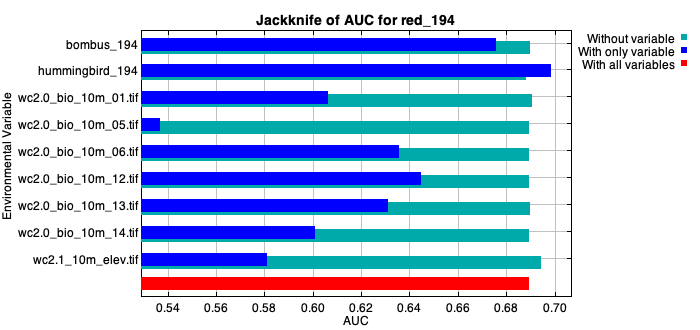 Jackknife of AUC for red_194
Environmental Variable
bombus_194
hummingbird_194
wc2.0_bio_10m_01.tif
wc2.0_bio_10m_05.tif
wc2.0_bio_10m_06.tif
wc2.0_bio_10m_12.tif
wc2.0_bio_10m_13.tif
wc2.0_bio_10m_14.tif
wc2.1_10m_elev.tif
0.54 0.56 0.58 0.60 0.62 0.64 0.66 0.68 0.70
AUC
Without variable
With only variable
With all variables